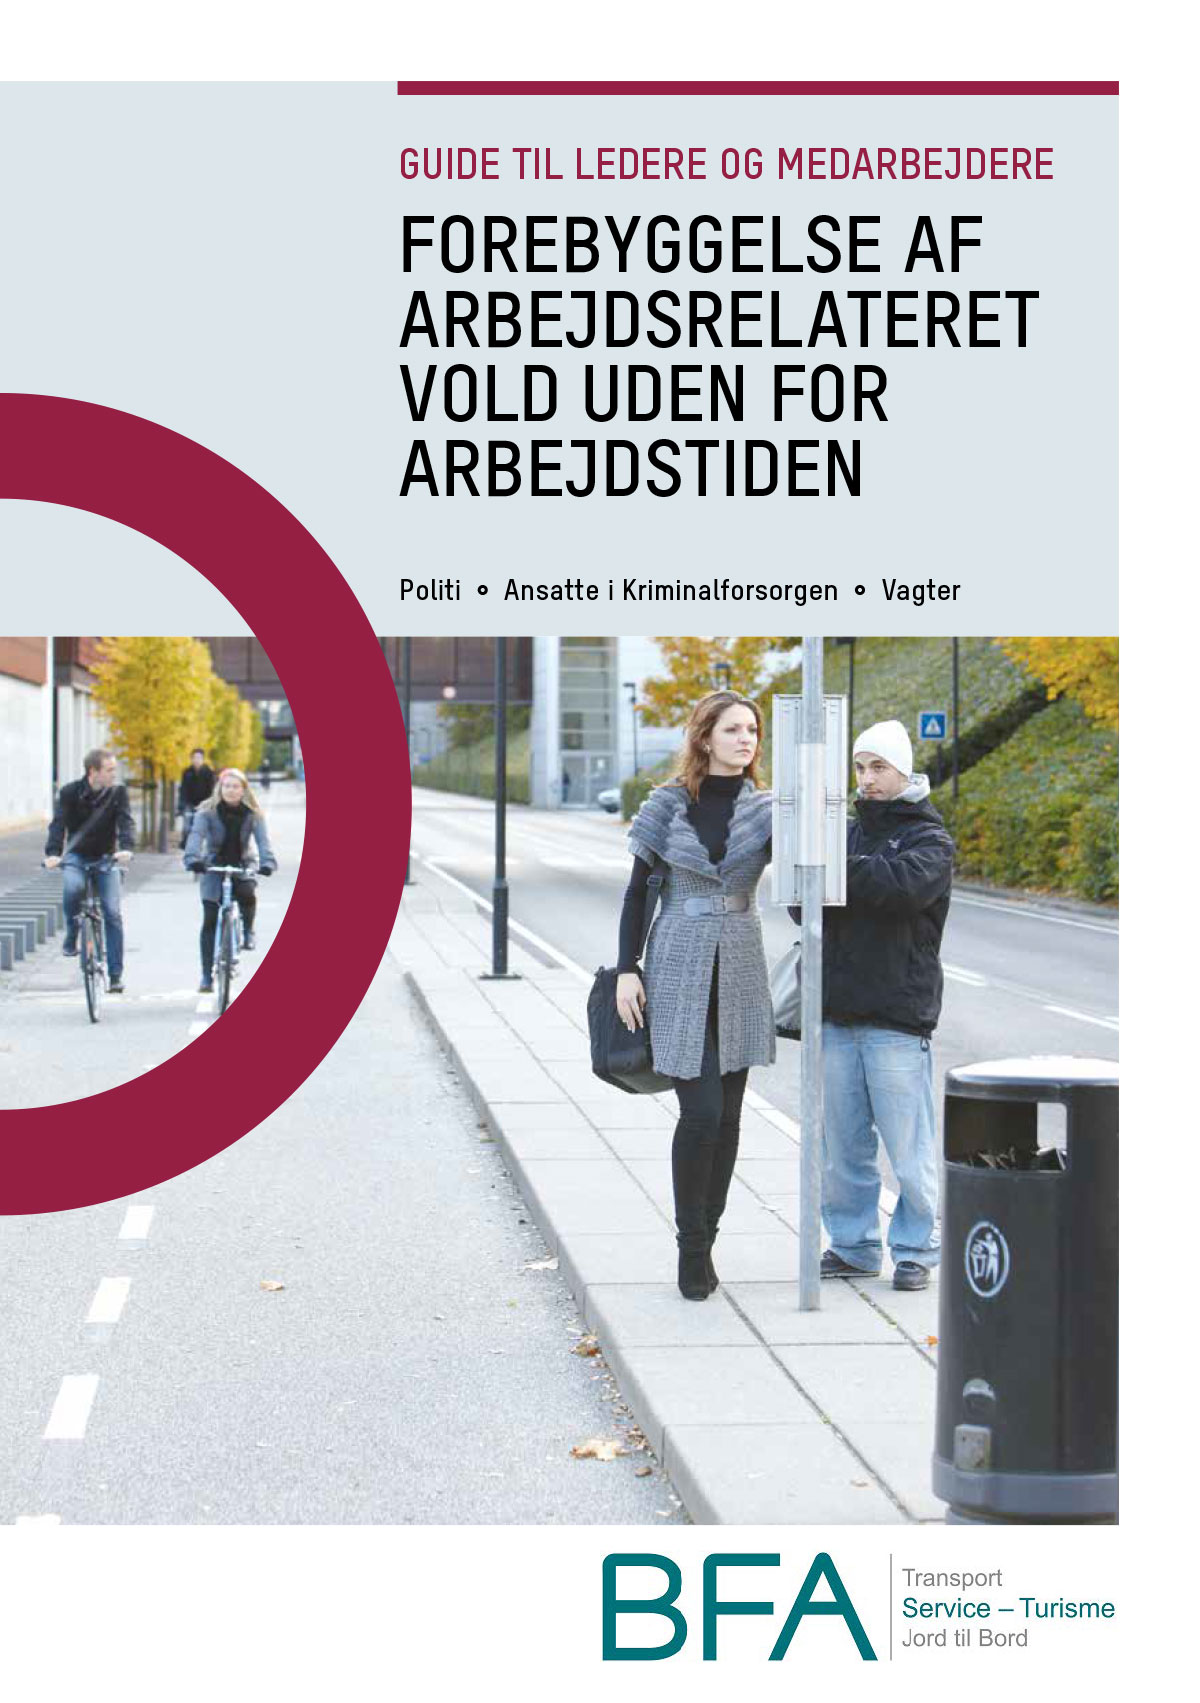 GUIDE TIL LEDERE OG MEDARBEJDERE
FOREBYGGELSE AF
ARBEJDSRELATERET
VOLD UDEN FOR
ARBEJDSTIDEN
Politi ∘ Ansatte i Kriminalforsorgen ∘ Vagter
BFA
Transport
Service – Turisme
Jord til Bord